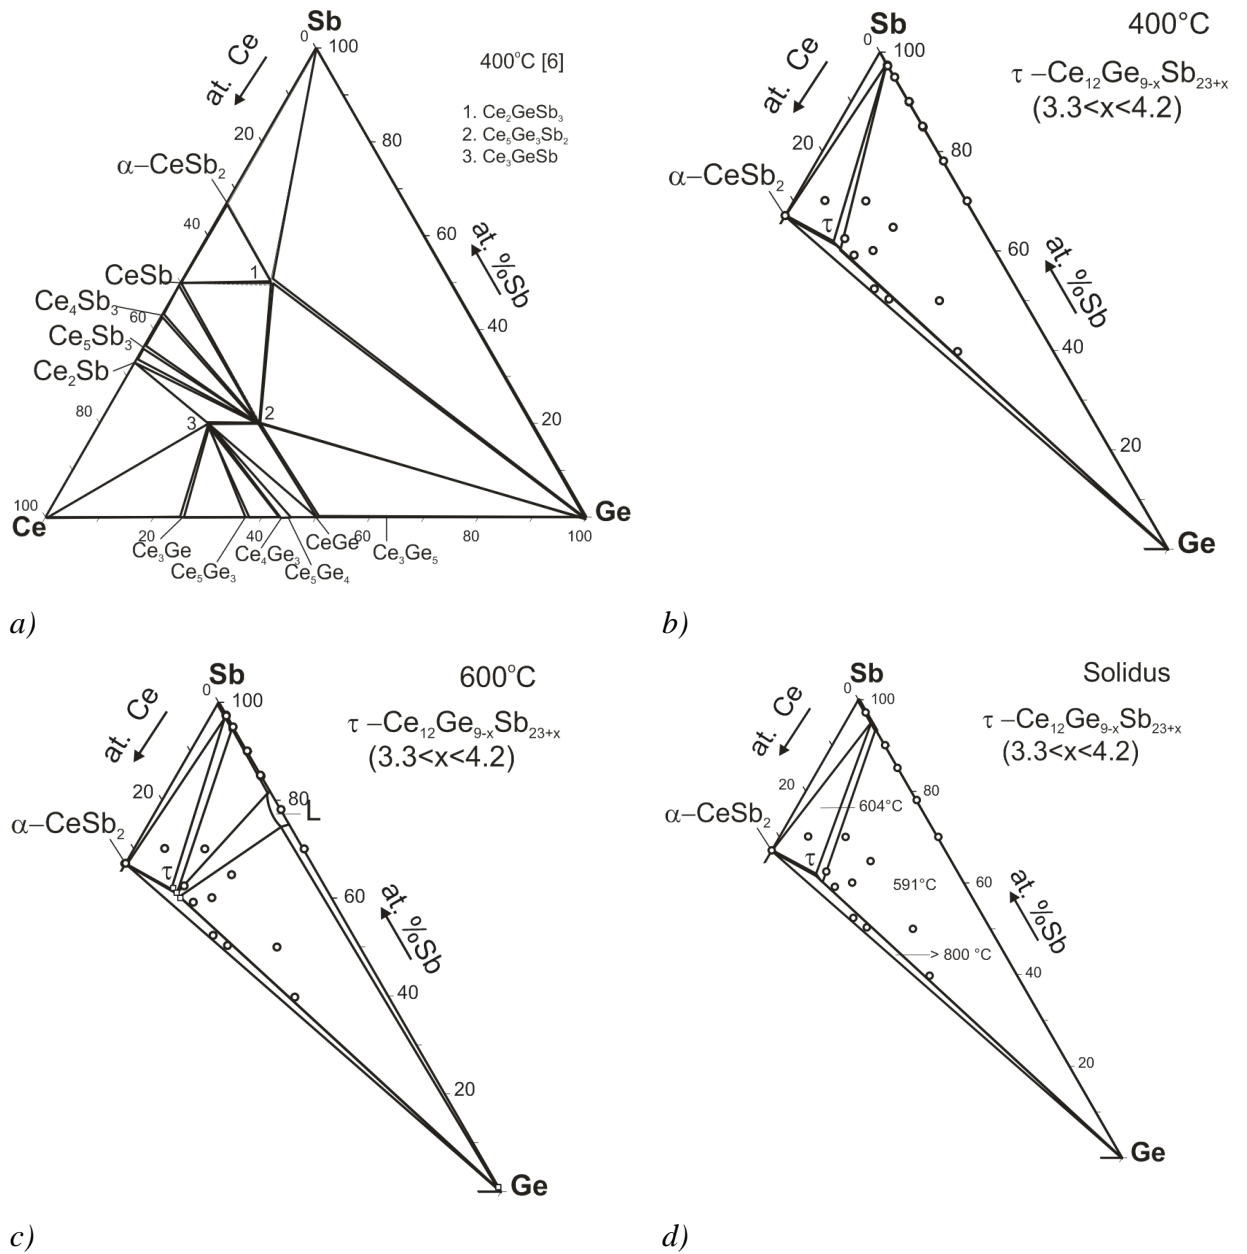 Sb
0
100
at. Ce
400°C [6]
1. Ce₂GeSb₃
2. Ce₅Ge₃Sb₂
3. Ce₃GeSb
20
80
α–CeSb₂
40
60
at. %Sb
CeSb
1
Ce₄Sb₃
60
40
Ce₅Sb₃
Ce₂Sb
80
3
2
20
100
Ce
Ge
20
40
60
80
100
Ce₃Ge
Ce₅Ge₃
Ce₄Ge₃
Ce₅Ge₄
CeGe
Ce₃Ge₅
a)
Sb
0
100
at. Ce
400°C
τ –Ce₁₂Ge₉₋ₓSb₂₃₊ₓ
(3.3<x<4.2)
20
80
α–CeSb₂
τ
60
at. %Sb
40
20
Ge
b)
Sb
0
100
at. Ce
600°C
τ –Ce₁₂Ge₉₋ₓSb₂₃₊ₓ
(3.3<x<4.2)
20
80
L
α–CeSb₂
τ
60
at. %Sb
40
20
Ge
c)
Sb
0
100
at. Ce
Solidus
τ –Ce₁₂Ge₉₋ₓSb₂₃₊ₓ
(3.3<x<4.2)
20
80
604°C
α–CeSb₂
τ
591°C
60
at. %Sb
> 800 °C
40
20
Ge
d)